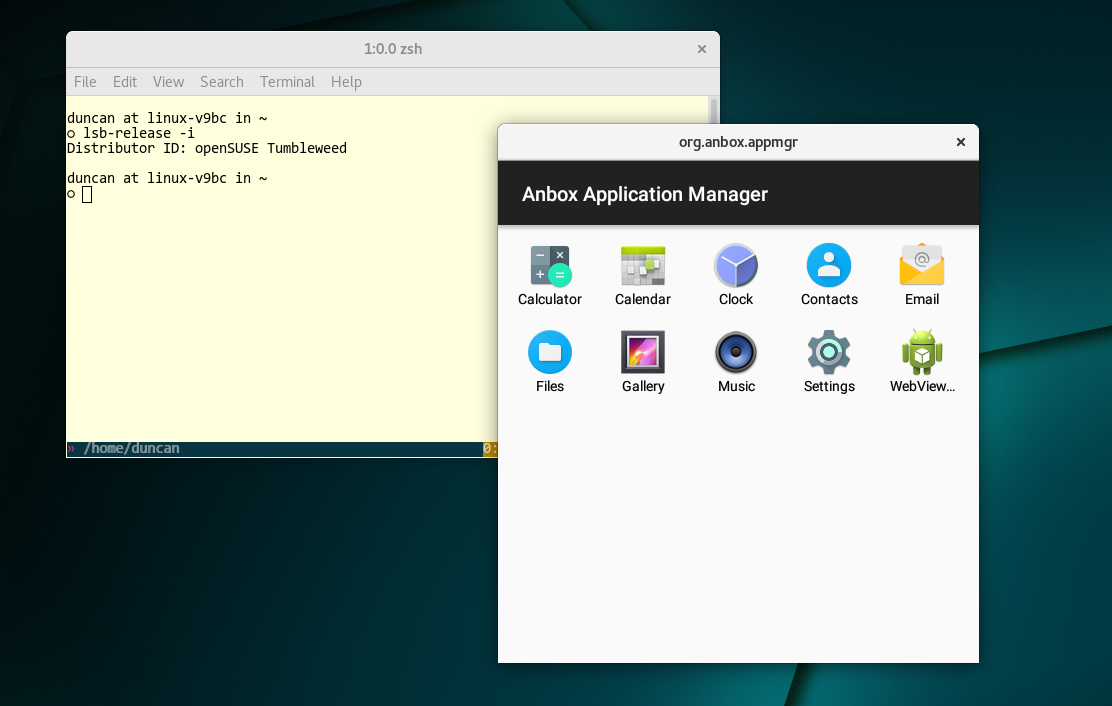 1:0.0 zsh
File Edit View Search Terminal Help
duncan at linux-v9bc in ~
○ lsb-release -i
Distributor ID: openSUSE Tumbleweed
duncan at linux-v9bc in ~
○
» /home/duncan 0:
org.anbox.appmgr
Anbox Application Manager
Calculator Calendar Clock Contacts Email
Files Gallery Music Settings WebView...